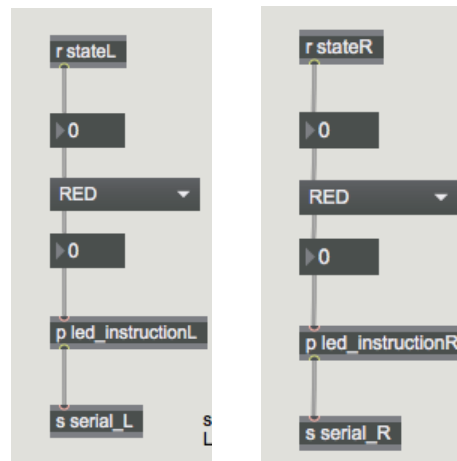 r stateL
0
RED
0
p led_instructionL
s serial_L
s
L
r stateR
0
RED
0
p led_instructionR
s serial_R